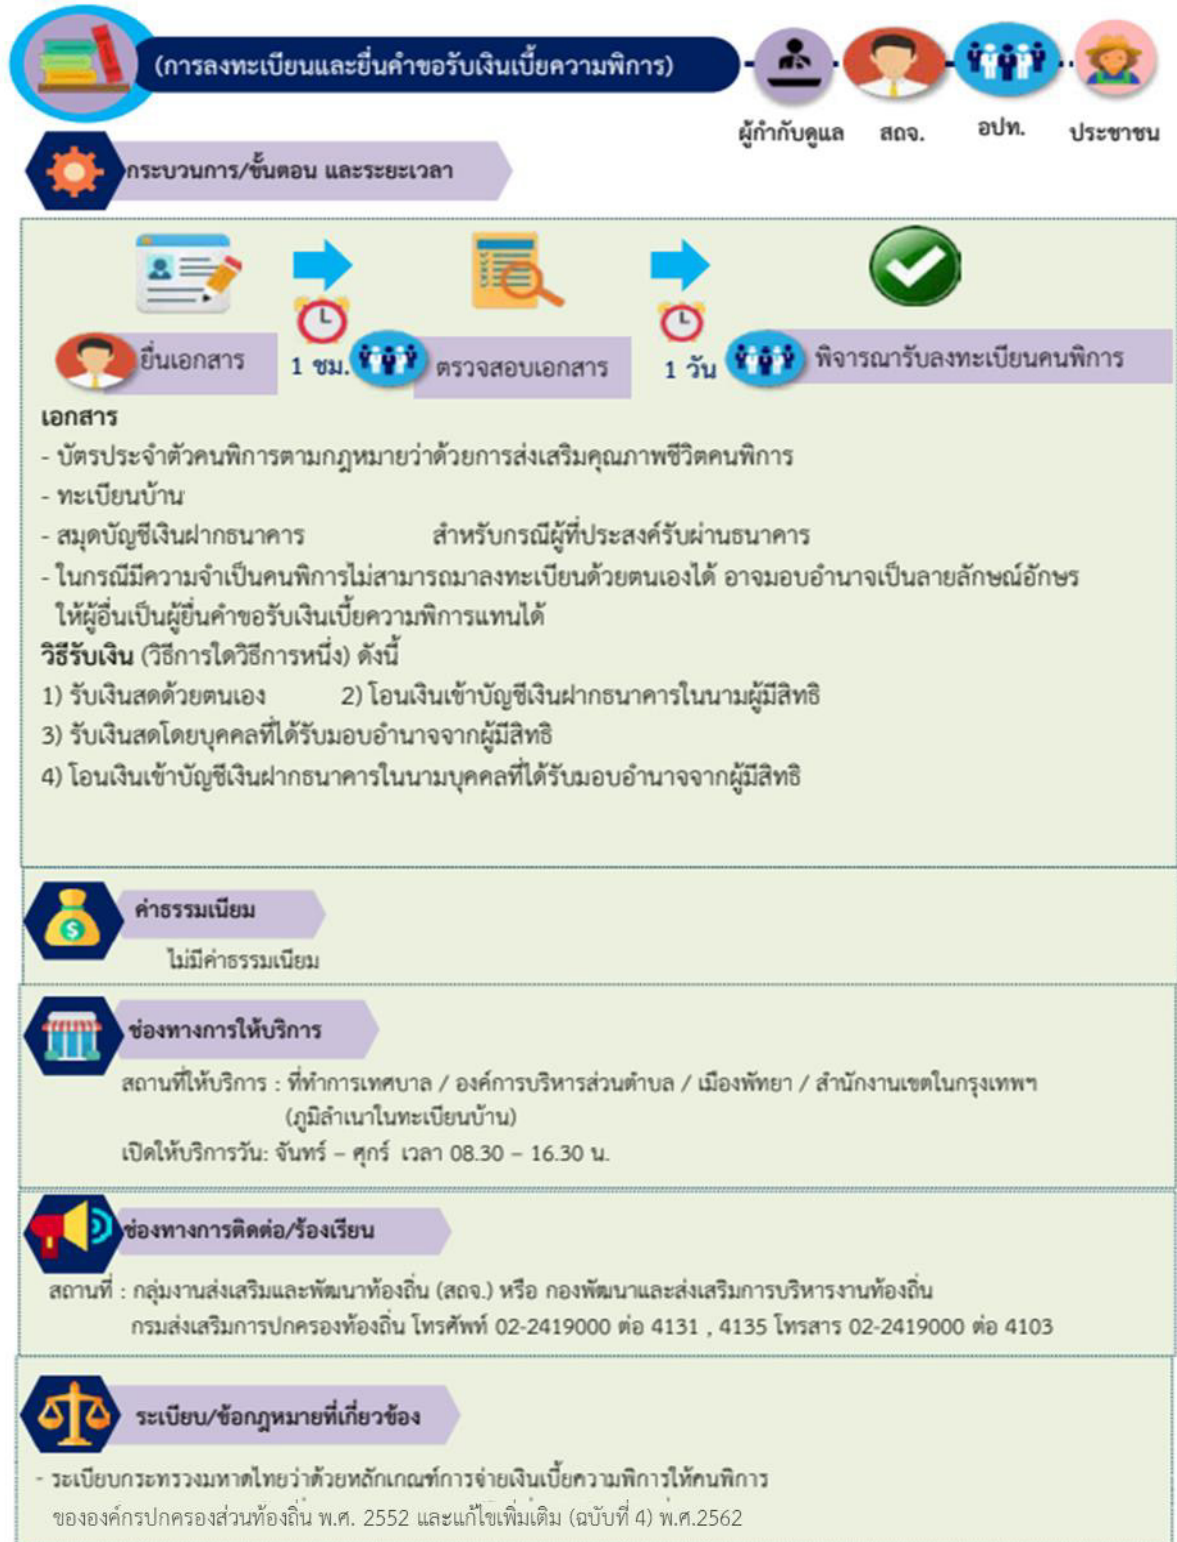 (การลงทะเบียนและยื่นคำขอรับเงินเบี้ยความพิการ)
ผู้กำกับดูแล สถจ. อปท. ประชาชน
กระบวนการ/ขั้นตอน และระยะเวลา
ยื่นเอกสาร 1 ชม. ตรวจสอบเอกสาร 1 วัน พิจารณารับลงทะเบียนคนพิการ
เอกสาร
- บัตรประจำตัวคนพิการตามกฎหมายว่าด้วยการส่งเสริมคุณภาพชีวิตคนพิการ
- ทะเบียนบ้าน
- สมุดบัญชีเงินฝากธนาคาร สำหรับกรณีผู้ที่ประสงค์รับผ่านธนาคาร
- ในกรณีมีความจำเป็นคนพิการไม่สามารถมาลงทะเบียนด้วยตนเองได้ อาจมอบอำนาจเป็นลายลักษณ์อักษร
ให้ผู้อื่นเป็นผู้ยื่นคำขอรับเงินเบี้ยความพิการแทนได้
วิธีรับเงิน (วิธีการใดวิธีการหนึ่ง) ดังนี้
1) รับเงินสดด้วยตนเอง 2) โอนเงินเข้าบัญชีเงินฝากธนาคารในนามผู้มีสิทธิ
3) รับเงินสดโดยบุคคลที่ได้รับมอบอำนาจจากผู้มีสิทธิ
4) โอนเงินเข้าบัญชีเงินฝากธนาคารในนามบุคคลที่ได้รับมอบอำนาจจากผู้มีสิทธิ
ค่าธรรมเนียม
ไม่มีค่าธรรมเนียม
ช่องทางการให้บริการ
สถานที่ให้บริการ : ที่ทำการเทศบาล / องค์การบริหารส่วนตำบล / เมืองพัทยา / สำนักงานเขตในกรุงเทพฯ
(ภูมิลำเนาในทะเบียนบ้าน)
เปิดให้บริการวัน: จันทร์ – ศุกร์ เวลา 08.30 – 16.30 น.
ช่องทางการติดต่อ/ร้องเรียน
สถานที่ : กลุ่มงานส่งเสริมและพัฒนาท้องถิ่น (สถจ.) หรือ กองพัฒนาและส่งเสริมการบริหารงานท้องถิ่น
กรมส่งเสริมการปกครองท้องถิ่น โทรศัพท์ 02-2419000 ต่อ 4131 , 4135 โทรสาร 02-2419000 ต่อ 4103
ระเบียบ/ข้อกฎหมายที่เกี่ยวข้อง
- ระเบียบกระทรวงมหาดไทยว่าด้วยหลักเกณฑ์การจ่ายเงินเบี้ยความพิการให้คนพิการ
ขององค์กรปกครองส่วนท้องถิ่น พ.ศ. 2552 และแก้ไขเพิ่มเติม (ฉบับที่ 4) พ.ศ.2562